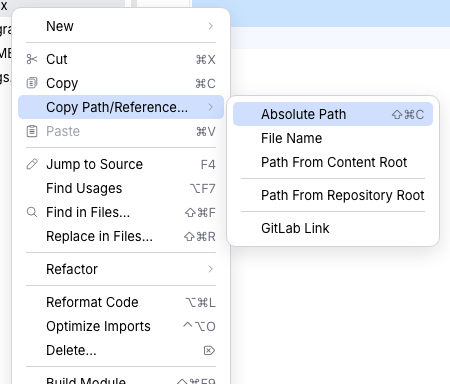 New
Cut ⌘X
Copy ⌘C
Copy Path/Reference...
Paste ⌘V
Jump to Source F4
Find Usages ⌥F7
Find in Files... ⇧⌘F
Replace in Files... ⇧⌘R
Refactor
Reformat Code ⌥⌘L
Optimize Imports ⌃⌥O
Delete... ⌦
Build Module ⇧⌘F9
Absolute Path ⇧⌘C
File Name
Path From Content Root
Path From Repository Root
GitLab Link